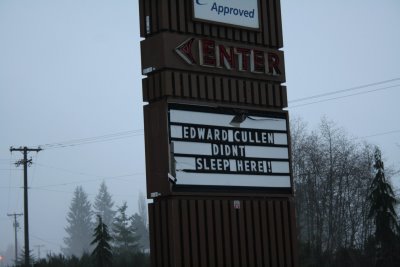 Approved
ENTER
EDWARD CULLEN
DIDNT
SLEEP HERE!!